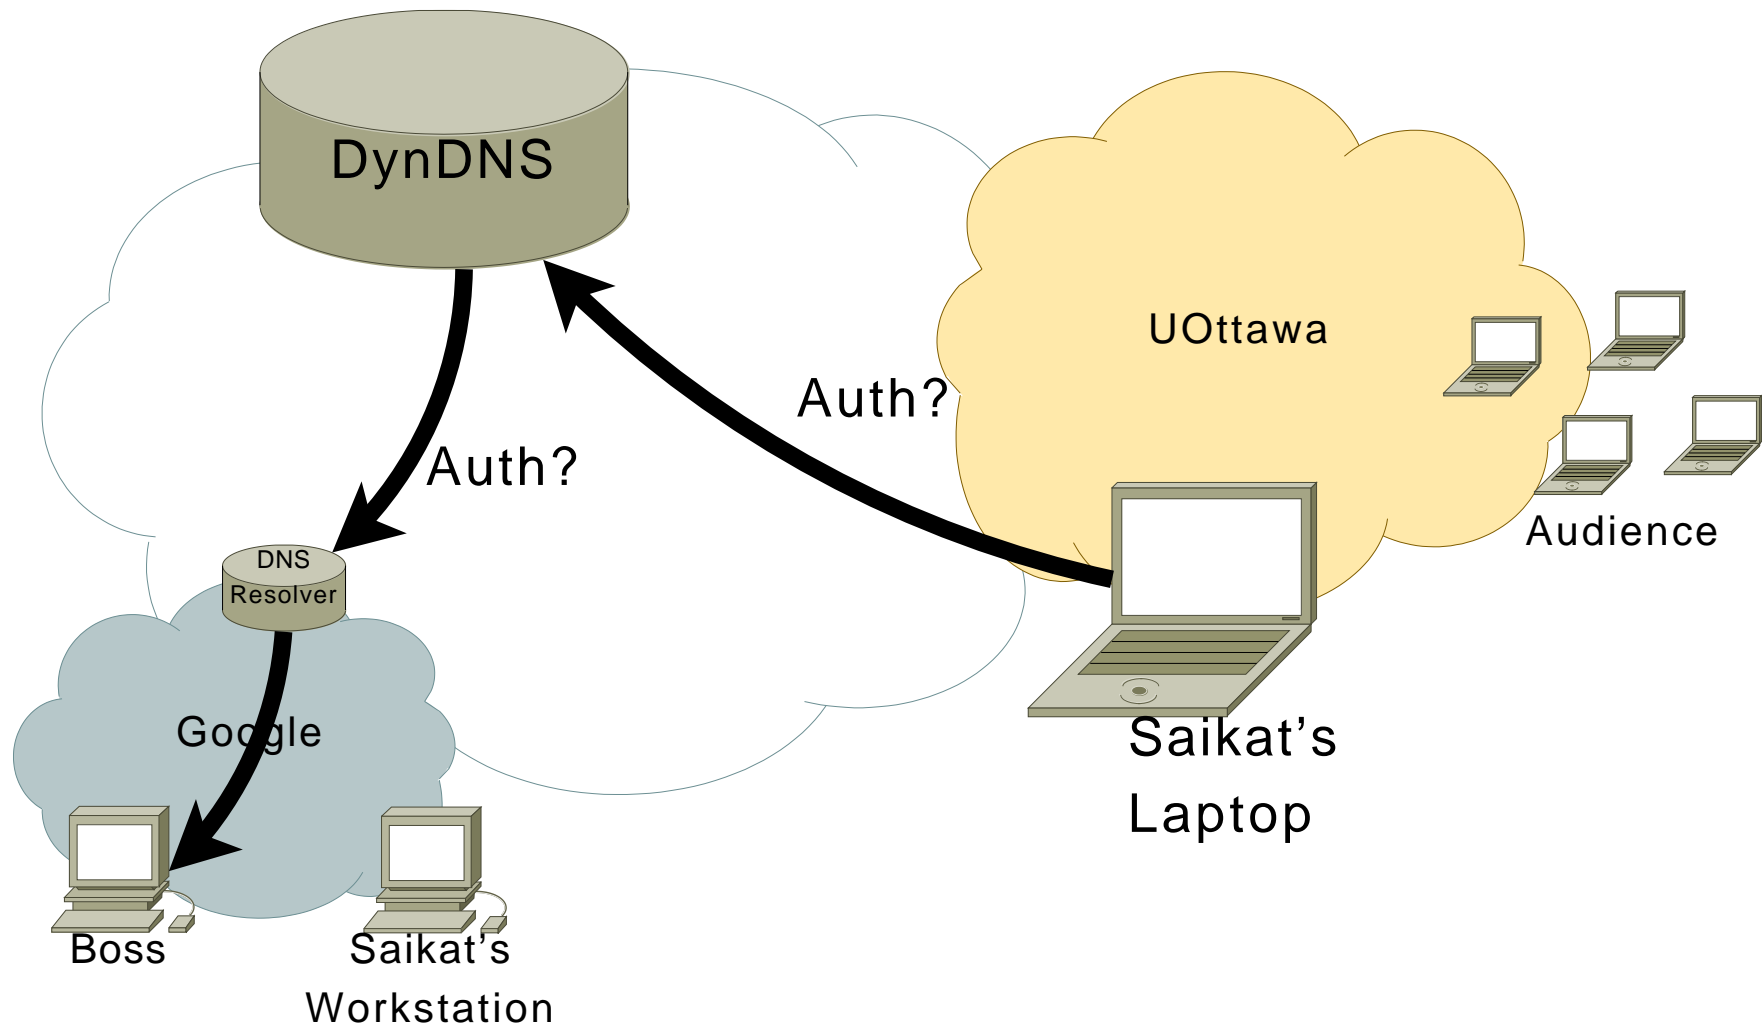 DynDNS
UOttawa
Auth?
Auth?
Audience
DNS
Resolver
Google
Saikat's
Laptop
Boss
Saikat's
Workstation